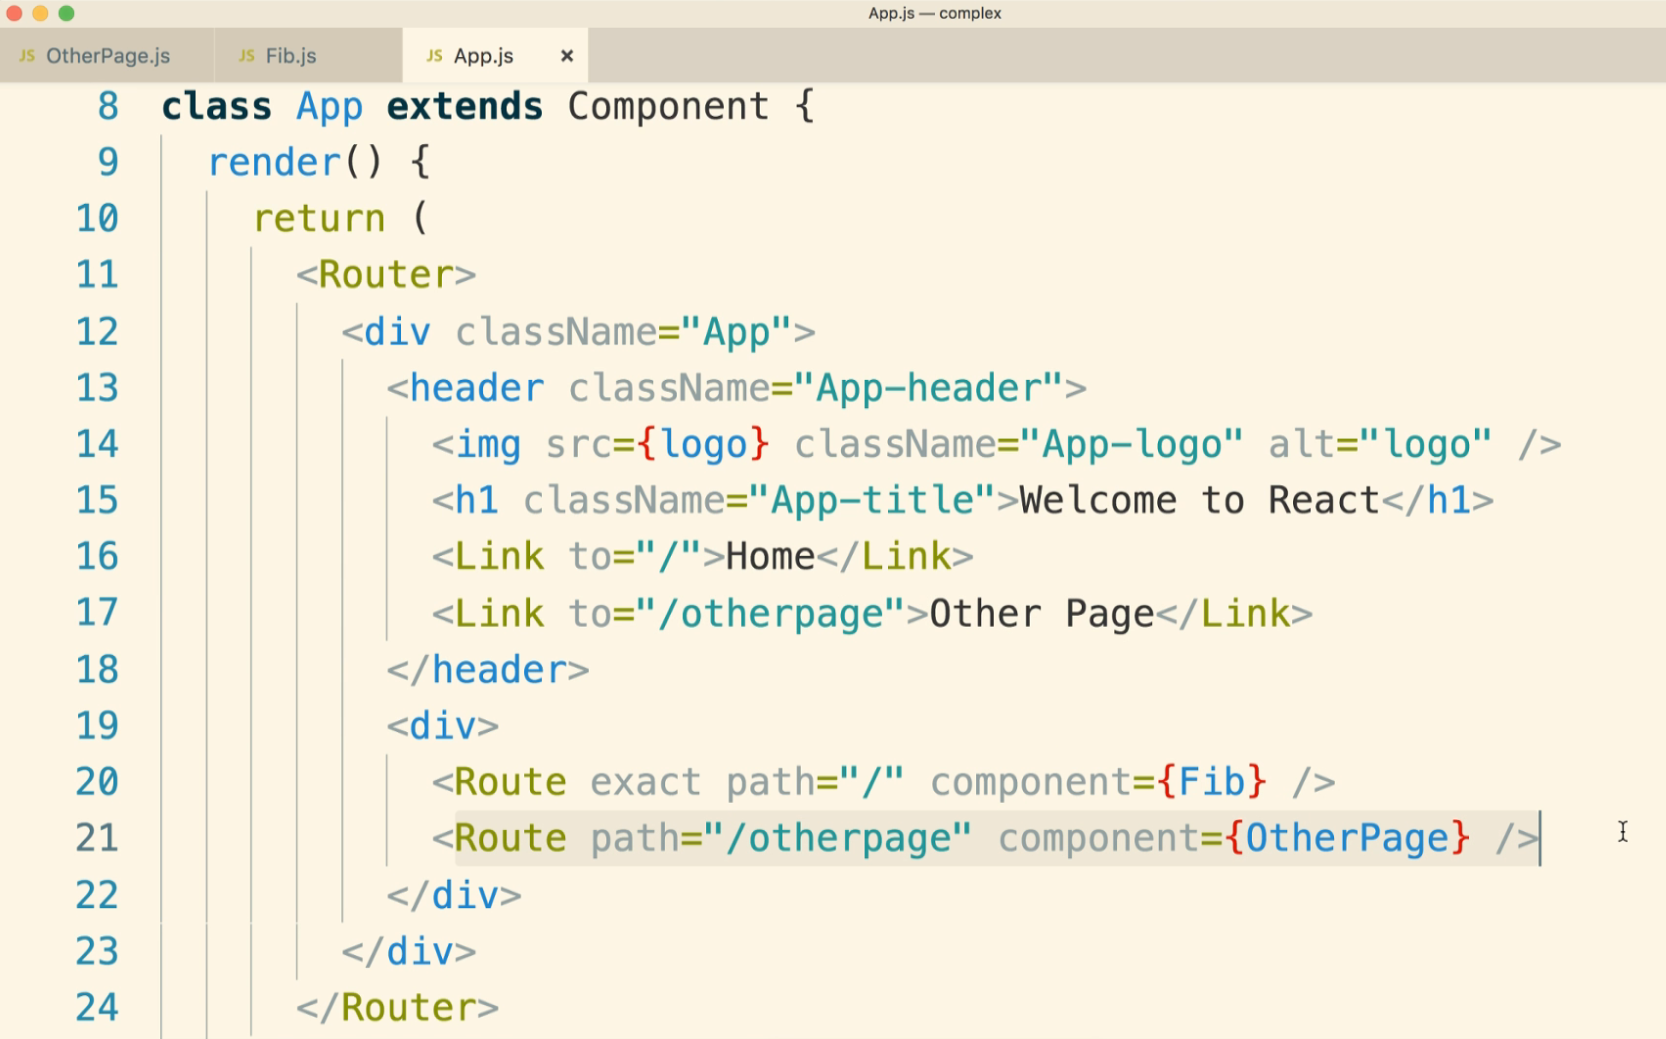 App.js — complex
JS OtherPage.js JS Fib.js JS App.js ×
8 class App extends Component {
9 render() {
10 return (
11 <Router>
12 <div className="App">
13 <header className="App-header">
14 <img src={logo} className="App-logo" alt="logo" />
15 <h1 className="App-title">Welcome to React</h1>
16 <Link to="/">Home</Link>
17 <Link to="/otherpage">Other Page</Link>
18 </header>
19 <div>
20 <Route exact path="/" component={Fib} />
21 <Route path="/otherpage" component={OtherPage} />
22 </div>
23 </div>
24 </Router>